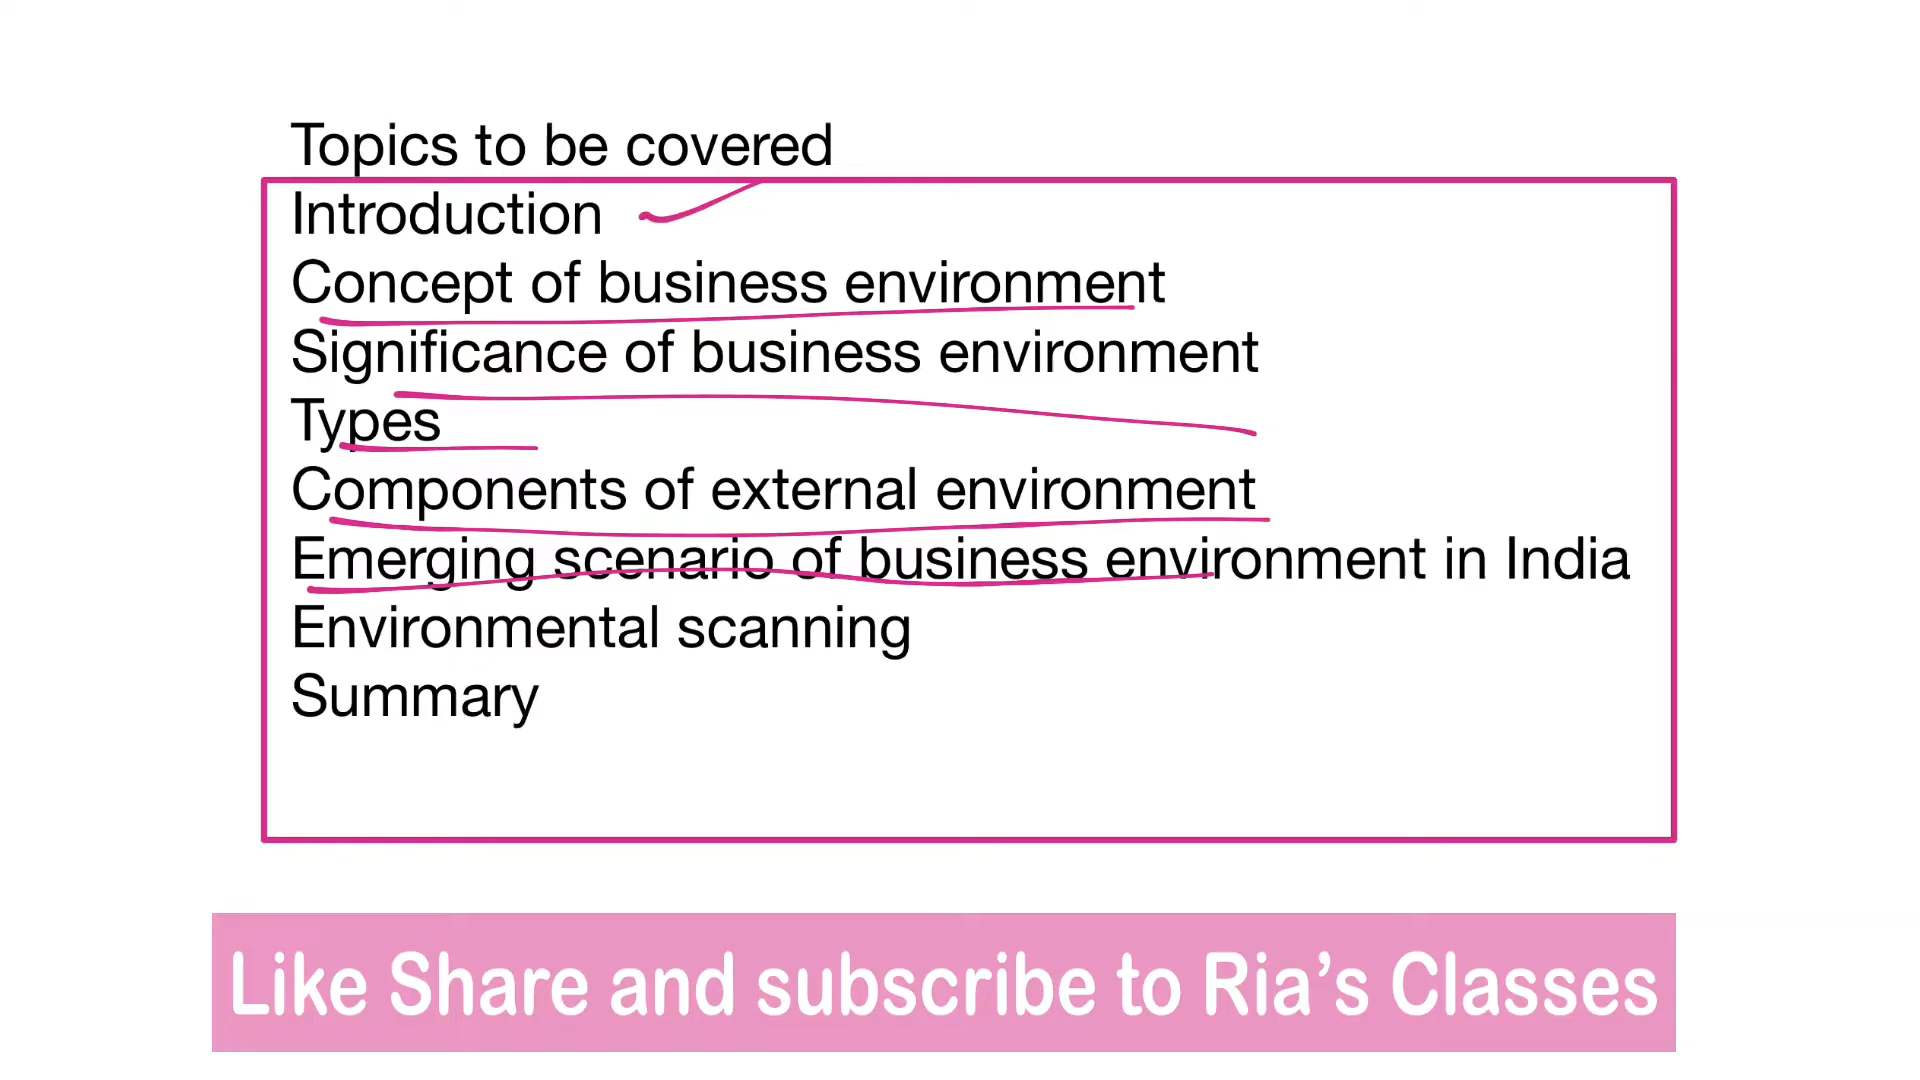 Topics to be covered
Introduction
Concept of business environment
Significance of business environment
Types
Components of external environment
Emerging scenario of business environment in India
Environmental scanning
Summary
Like Share and subscribe to Ria’s Classes